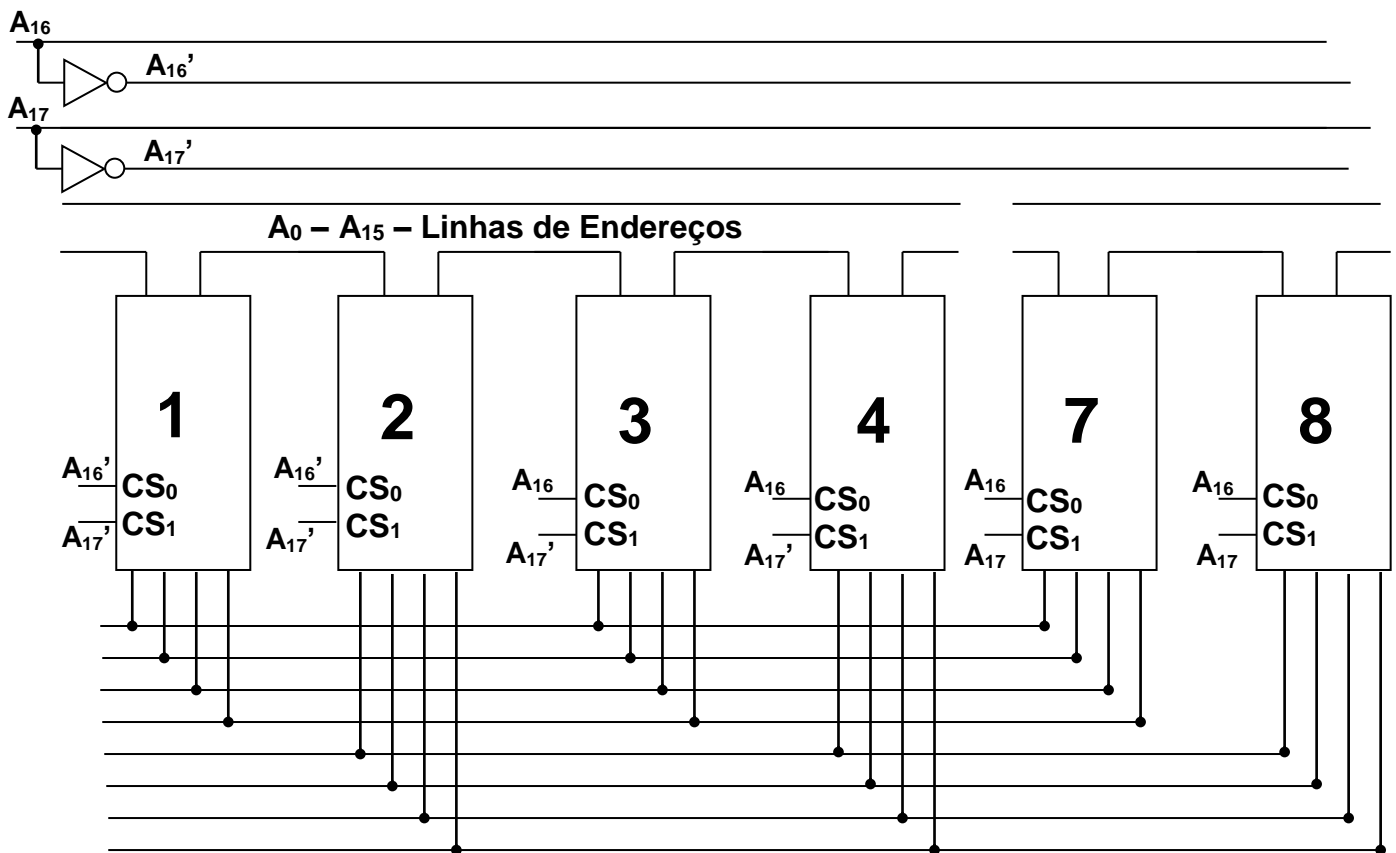 A₁₆
A₁₆’
A₁₇
A₁₇’
A₀ – A₁₅ – Linhas de Endereços
1 2 3 4 7 8
A₁₆’ CS₀ A₁₆’ CS₀ A₁₆ CS₀ A₁₆ CS₀ A₁₆ CS₀ A₁₆ CS₀
A₁₇’ CS₁ A₁₇’ CS₁ A₁₇’ CS₁ A₁₇’ CS₁ A₁₇ CS₁ A₁₇ CS₁